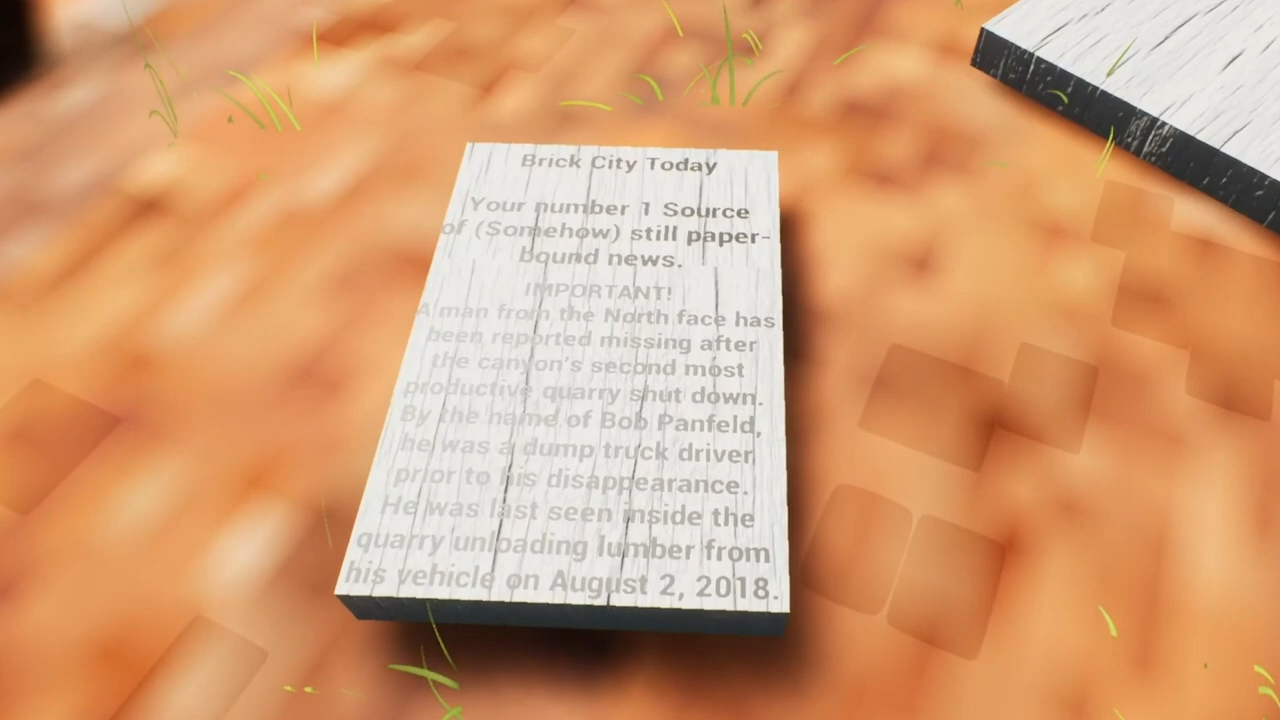 Brick City Today
Your number 1 Source
of (Somehow) still paper-
bound news.
IMPORTANT!
A man from the North face has
been reported missing after
the canyon's second most
productive quarry shut down.
By the name of Bob Panfeld,
he was a dump truck driver
prior to his disappearance.
He was last seen inside the
quarry unloading lumber from
his vehicle on August 2, 2018.